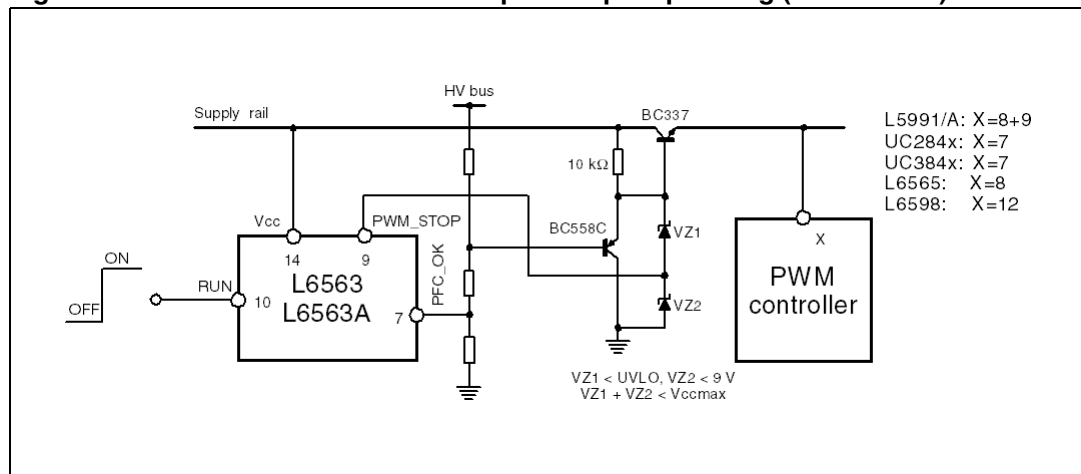 HV bus
Supply rail
BC337
L5991/A: X=8+9
UC284x: X=7
UC384x: X=7
L6565: X=8
L6598: X=12
10 kΩ
Vcc
PWM_STOP
BC558C
VZ1
14
9
X
ON
OFF
RUN
10
L6563
L6563A
7
PFC_OK
VZ2
PWM
controller
VZ1 < UVLO, VZ2 < 9 V
VZ1 + VZ2 < Vccmax